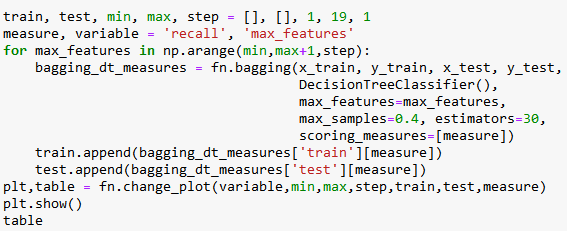 train, test, min, max, step = [], [], 1, 19, 1
measure, variable = 'recall', 'max_features'
for max_features in np.arange(min,max+1,step):
    bagging_dt_measures = fn.bagging(x_train, y_train, x_test, y_test,
                                     DecisionTreeClassifier(),
                                     max_features=max_features,
                                     max_samples=0.4, estimators=30,
                                     scoring_measures=[measure])
    train.append(bagging_dt_measures['train'][measure])
    test.append(bagging_dt_measures['test'][measure])
plt,table = fn.change_plot(variable,min,max,step,train,test,measure)
plt.show()
table